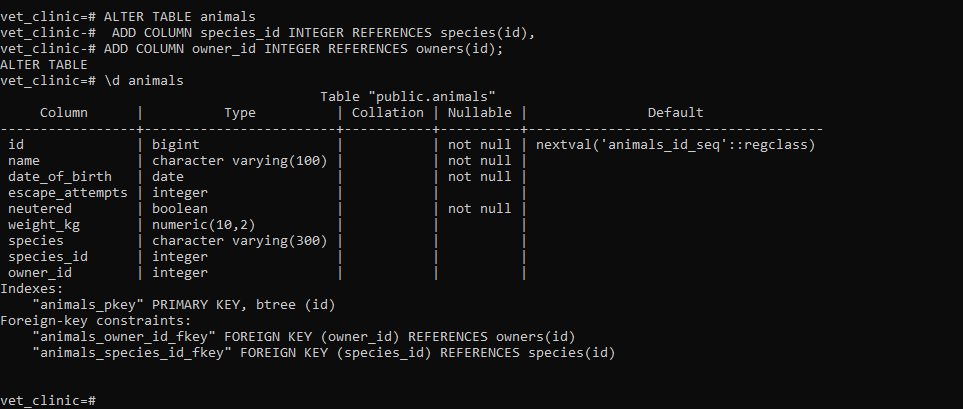 vet_clinic=# ALTER TABLE animals
vet_clinic-#  ADD COLUMN species_id INTEGER REFERENCES species(id),
vet_clinic-# ADD COLUMN owner_id INTEGER REFERENCES owners(id);
ALTER TABLE
vet_clinic=# \d animals
                                        Table "public.animals"
     Column      |          Type          | Collation | Nullable |               Default
-----------------+------------------------+-----------+----------+-------------------------------------
 id              | bigint                 |           | not null | nextval('animals_id_seq'::regclass)
 name            | character varying(100) |           | not null |
 date_of_birth   | date                   |           | not null |
 escape_attempts | integer                |           |          |
 neutered        | boolean                |           | not null |
 weight_kg       | numeric(10,2)          |           |          |
 species         | character varying(300) |           |          |
 species_id      | integer                |           |          |
 owner_id        | integer                |           |          |
Indexes:
    "animals_pkey" PRIMARY KEY, btree (id)
Foreign-key constraints:
    "animals_owner_id_fkey" FOREIGN KEY (owner_id) REFERENCES owners(id)
    "animals_species_id_fkey" FOREIGN KEY (species_id) REFERENCES species(id)
vet_clinic=#